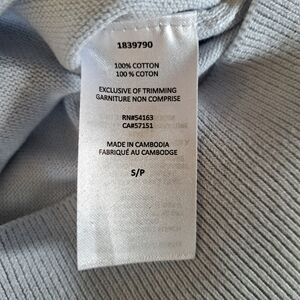 1839790
100% COTTON
100 % COTON
EXCLUSIVE OF TRIMMING
GARNITURE NON COMPRISE
RN#54163
CA#57151
MADE IN CAMBODIA
FABRIQUÉ AU CAMBODGE
S/P